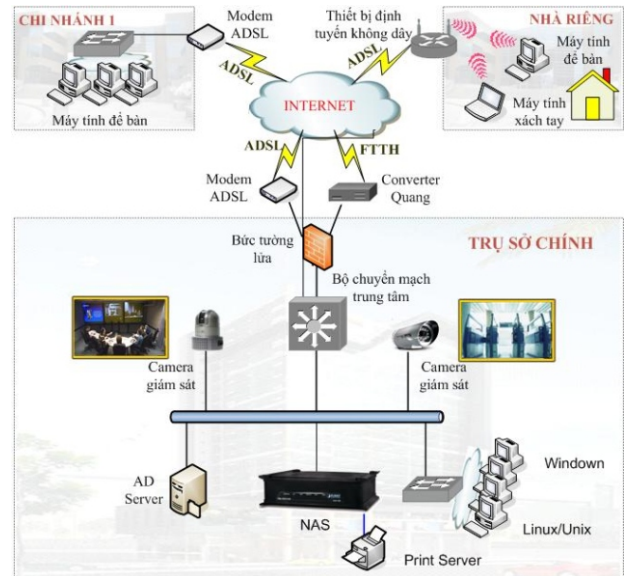 CHI NHÁNH 1
Modem
ADSL
ADSL
Máy tính để bàn
Thiết bị định
tuyến không dây
ADSL
NHÀ RIÊNG
Máy tính
để bàn
Máy tính
xách tay
INTERNET
ADSL
FTTH
Modem
ADSL
Converter
Quang
Bức tường
lửa
TRỤ SỞ CHÍNH
Bộ chuyển mạch
trung tâm
Camera
giám sát
Camera
giám sát
AD
Server
NAS
Print Server
Window
Linux/Unix